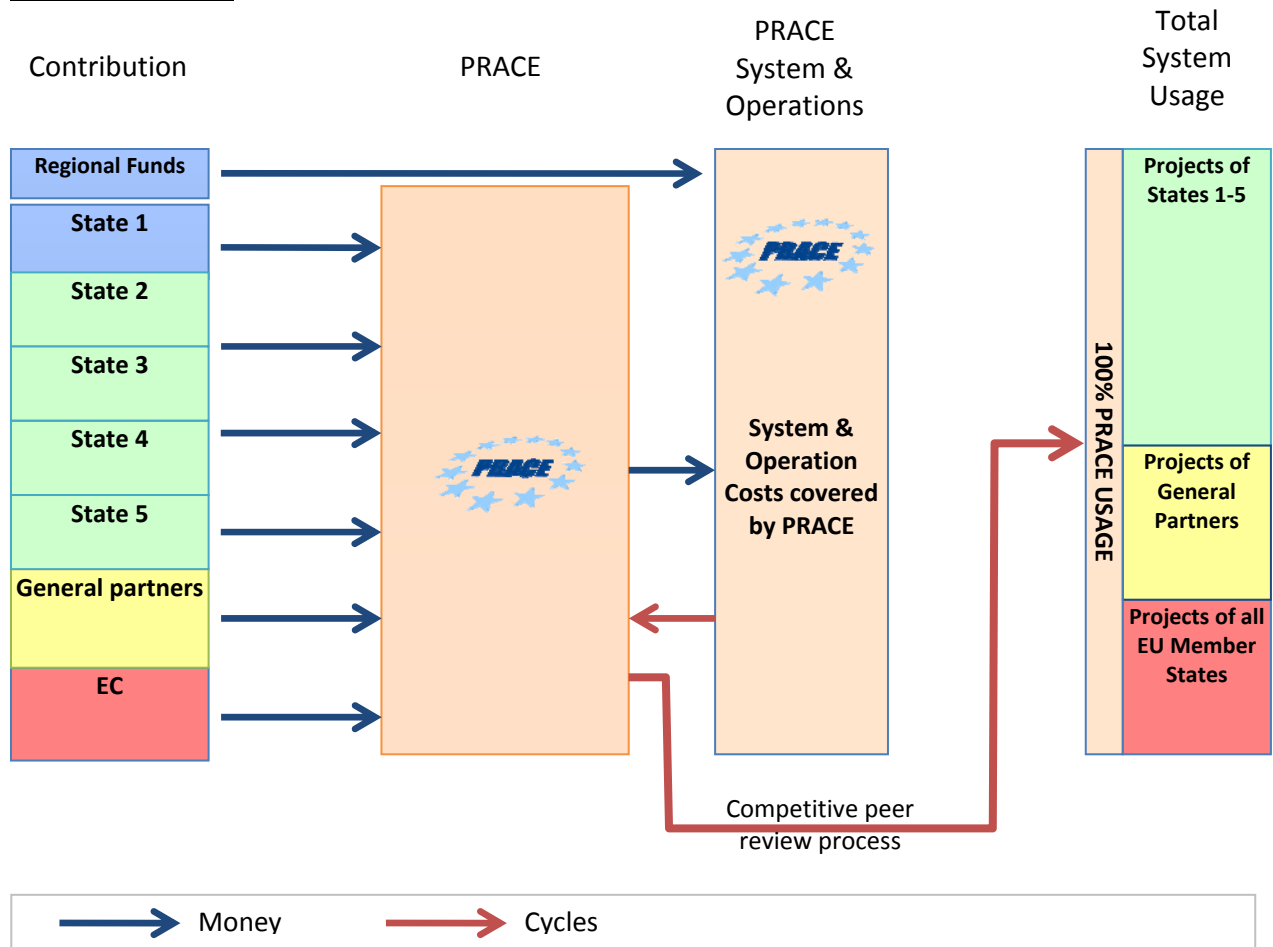 Contribution
PRACE
PRACE
System &
Operations
Total
System
Usage
Regional Funds
State 1
State 2
State 3
State 4
State 5
General partners
EC
PRACE
PRACE
System &
Operation
Costs covered
by PRACE
Competitive peer
review process
100% PRACE USAGE
Projects of
States 1-5
Projects of
General
Partners
Projects of all
EU Member
States
Money
Cycles